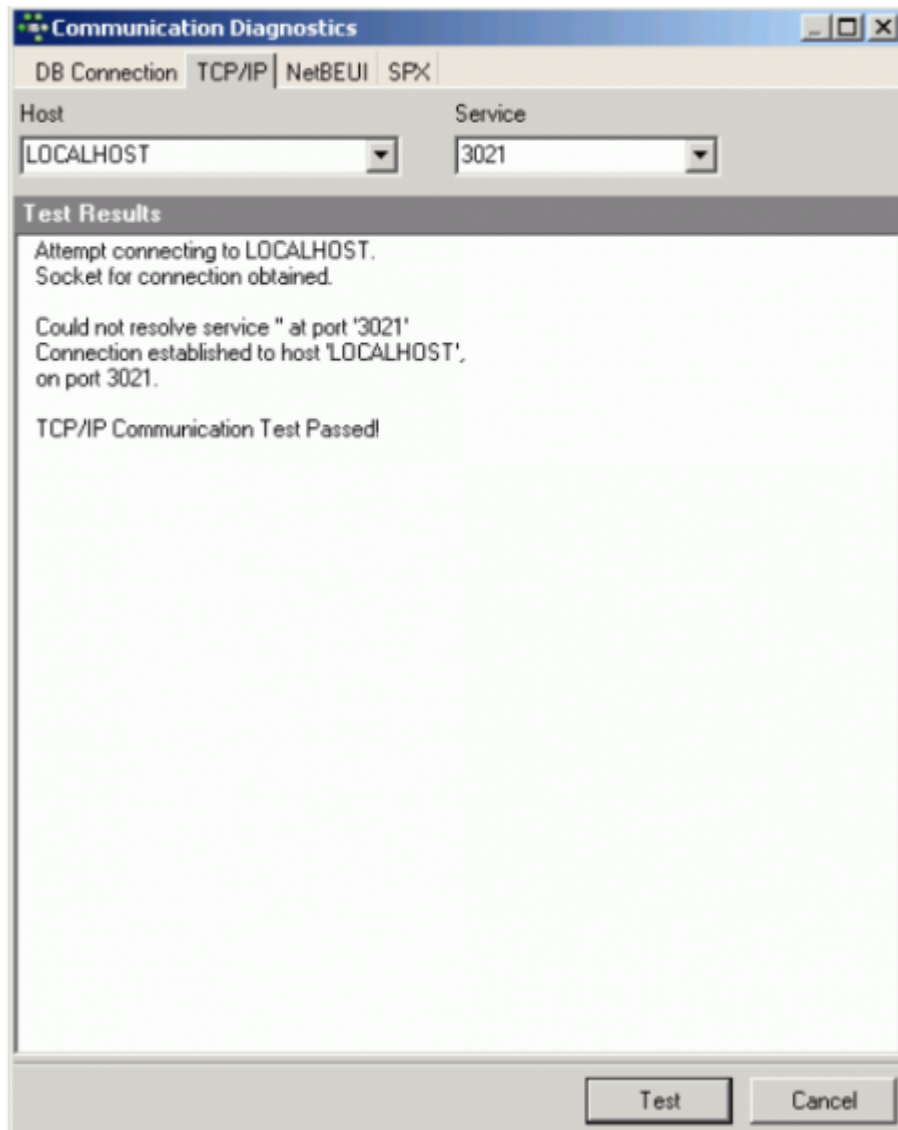 Communication Diagnostics
DB Connection TCP/IP NetBEUI SPX
Host Service
LOCALHOST 3021
Test Results
Attempt connecting to LOCALHOST.
Socket for connection obtained.
Could not resolve service '' at port '3021'
Connection established to host 'LOCALHOST',
on port 3021.
TCP/IP Communication Test Passed!
Test Cancel